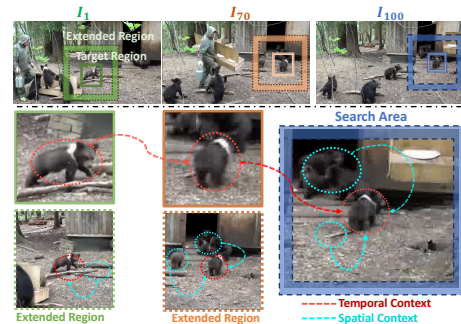 I1
I70
I100
Extended Region
Target Region
Search Area
Extended Region
Extended Region
Temporal Context
Spatial Context